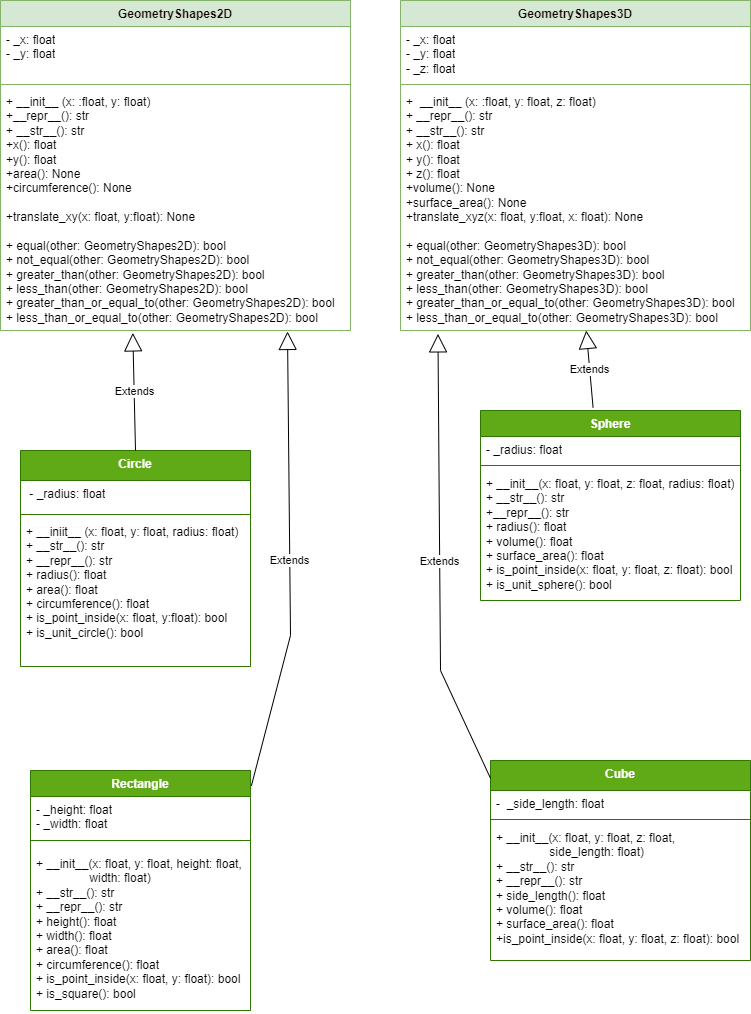 GeometryShapes2D
- _x: float
- _y: float
+ __init__ (x: :float, y: float)
+__repr__(): str
+ __str__(): str
+x(): float
+y(): float
+area(): None
+circumference(): None
+translate_xy(x: float, y:float): None
+ equal(other: GeometryShapes2D): bool
+ not_equal(other: GeometryShapes2D): bool
+ greater_than(other: GeometryShapes2D): bool
+ less_than(other: GeometryShapes2D): bool
+ greater_than_or_equal_to(other: GeometryShapes2D): bool
+ less_than_or_equal_to(other: GeometryShapes2D): bool
GeometryShapes3D
- _x: float
- _y: float
- _z: float
+  __init__ (x: :float, y: float, z: float)
+ __repr__(): str
+ __str__(): str
+ x(): float
+ y(): float
+ z(): float
+volume(): None
+surface_area(): None
+translate_xyz(x: float, y:float, x: float): None
+ equal(other: GeometryShapes3D): bool
+ not_equal(other: GeometryShapes3D): bool
+ greater_than(other: GeometryShapes3D): bool
+ less_than(other: GeometryShapes3D): bool
+ greater_than_or_equal_to(other: GeometryShapes3D): bool
+ less_than_or_equal_to(other: GeometryShapes3D): bool
Extends
Extends
Extends
Extends
Circle
- _radius: float
+ __iniit__ (x: float, y: float, radius: float)
+ __str__(): str
+ __repr__(): str
+ radius(): float
+ area(): float
+ circumference(): float
+ is_point_inside(x: float, y:float): bool
+ is_unit_circle(): bool
Sphere
- _radius: float
+ __init__(x: float, y: float, z: float, radius: float)
+ __str__(): str
+__repr__(): str
+ radius(): float
+ volume(): float
+ surface_area(): float
+ is_point_inside(x: float, y: float, z: float): bool
+ is_unit_sphere(): bool
Rectangle
- _height: float
- _width: float
+ __init__(x: float, y: float, height: float,
width: float)
+ __str__(): str
+ __repr__(): str
+ height(): float
+ width(): float
+ area(): float
+ circumference(): float
+ is_point_inside(x: float, y: float): bool
+ is_square(): bool
Cube
-  _side_length: float
+ __init__(x: float, y: float, z: float,
side_length: float)
+ __str__(): str
+ __repr__(): str
+ side_length(): float
+ volume(): float
+ surface_area(): float
+is_point_inside(x: float, y: float, z: float): bool